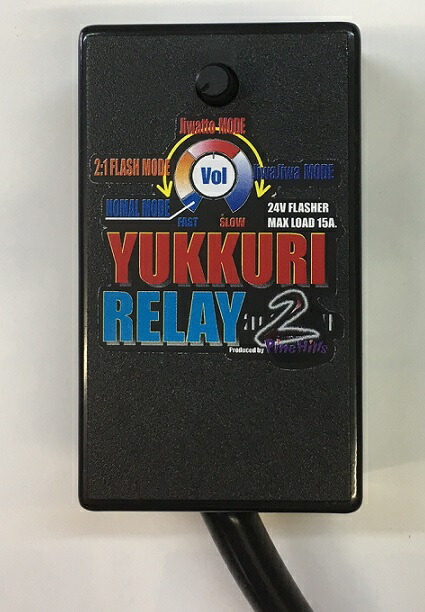 Jiwatto MODE
2:1 FLASH MODE
Vol
JiwaJiwa MODE
NOMAL MODE
FAST
SLOW
24V FLASHER
MAX LOAD 15A.
YUKKURI
RELAY 2
Produced by PineHills